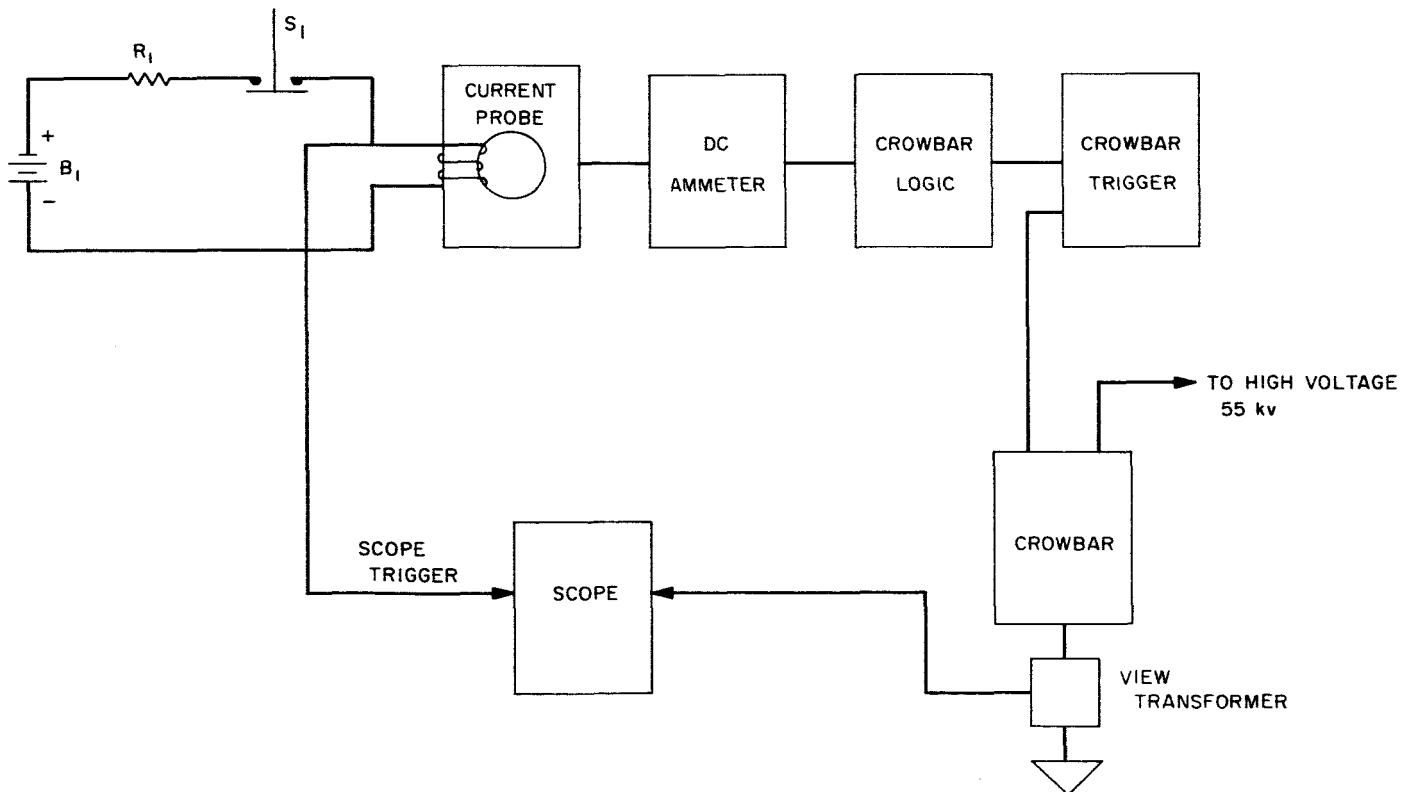 S1
R1
+
B1
-
CURRENT
PROBE
DC
AMMETER
CROWBAR
LOGIC
CROWBAR
TRIGGER
TO HIGH VOLTAGE
55 kv
CROWBAR
SCOPE
TRIGGER
SCOPE
VIEW
TRANSFORMER